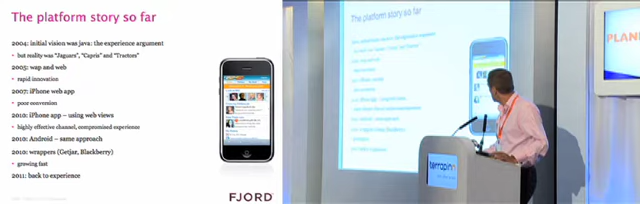 The platform story so far
2004: initial vision was java: the experience argument
• but reality was "Jaguars", "Capris" and "Tractors"
2005: wap and web
• rapid innovation
2007: iPhone web app
• poor conversion
2010: iPhone app – using web views
• highly effective channel, compromised experience
2010: Android – same approach
2010: wrappers (Getjar, Blackberry)
• growing fast
2011: back to experience
FJORD
The platform story so far
terrapinn
PLAN